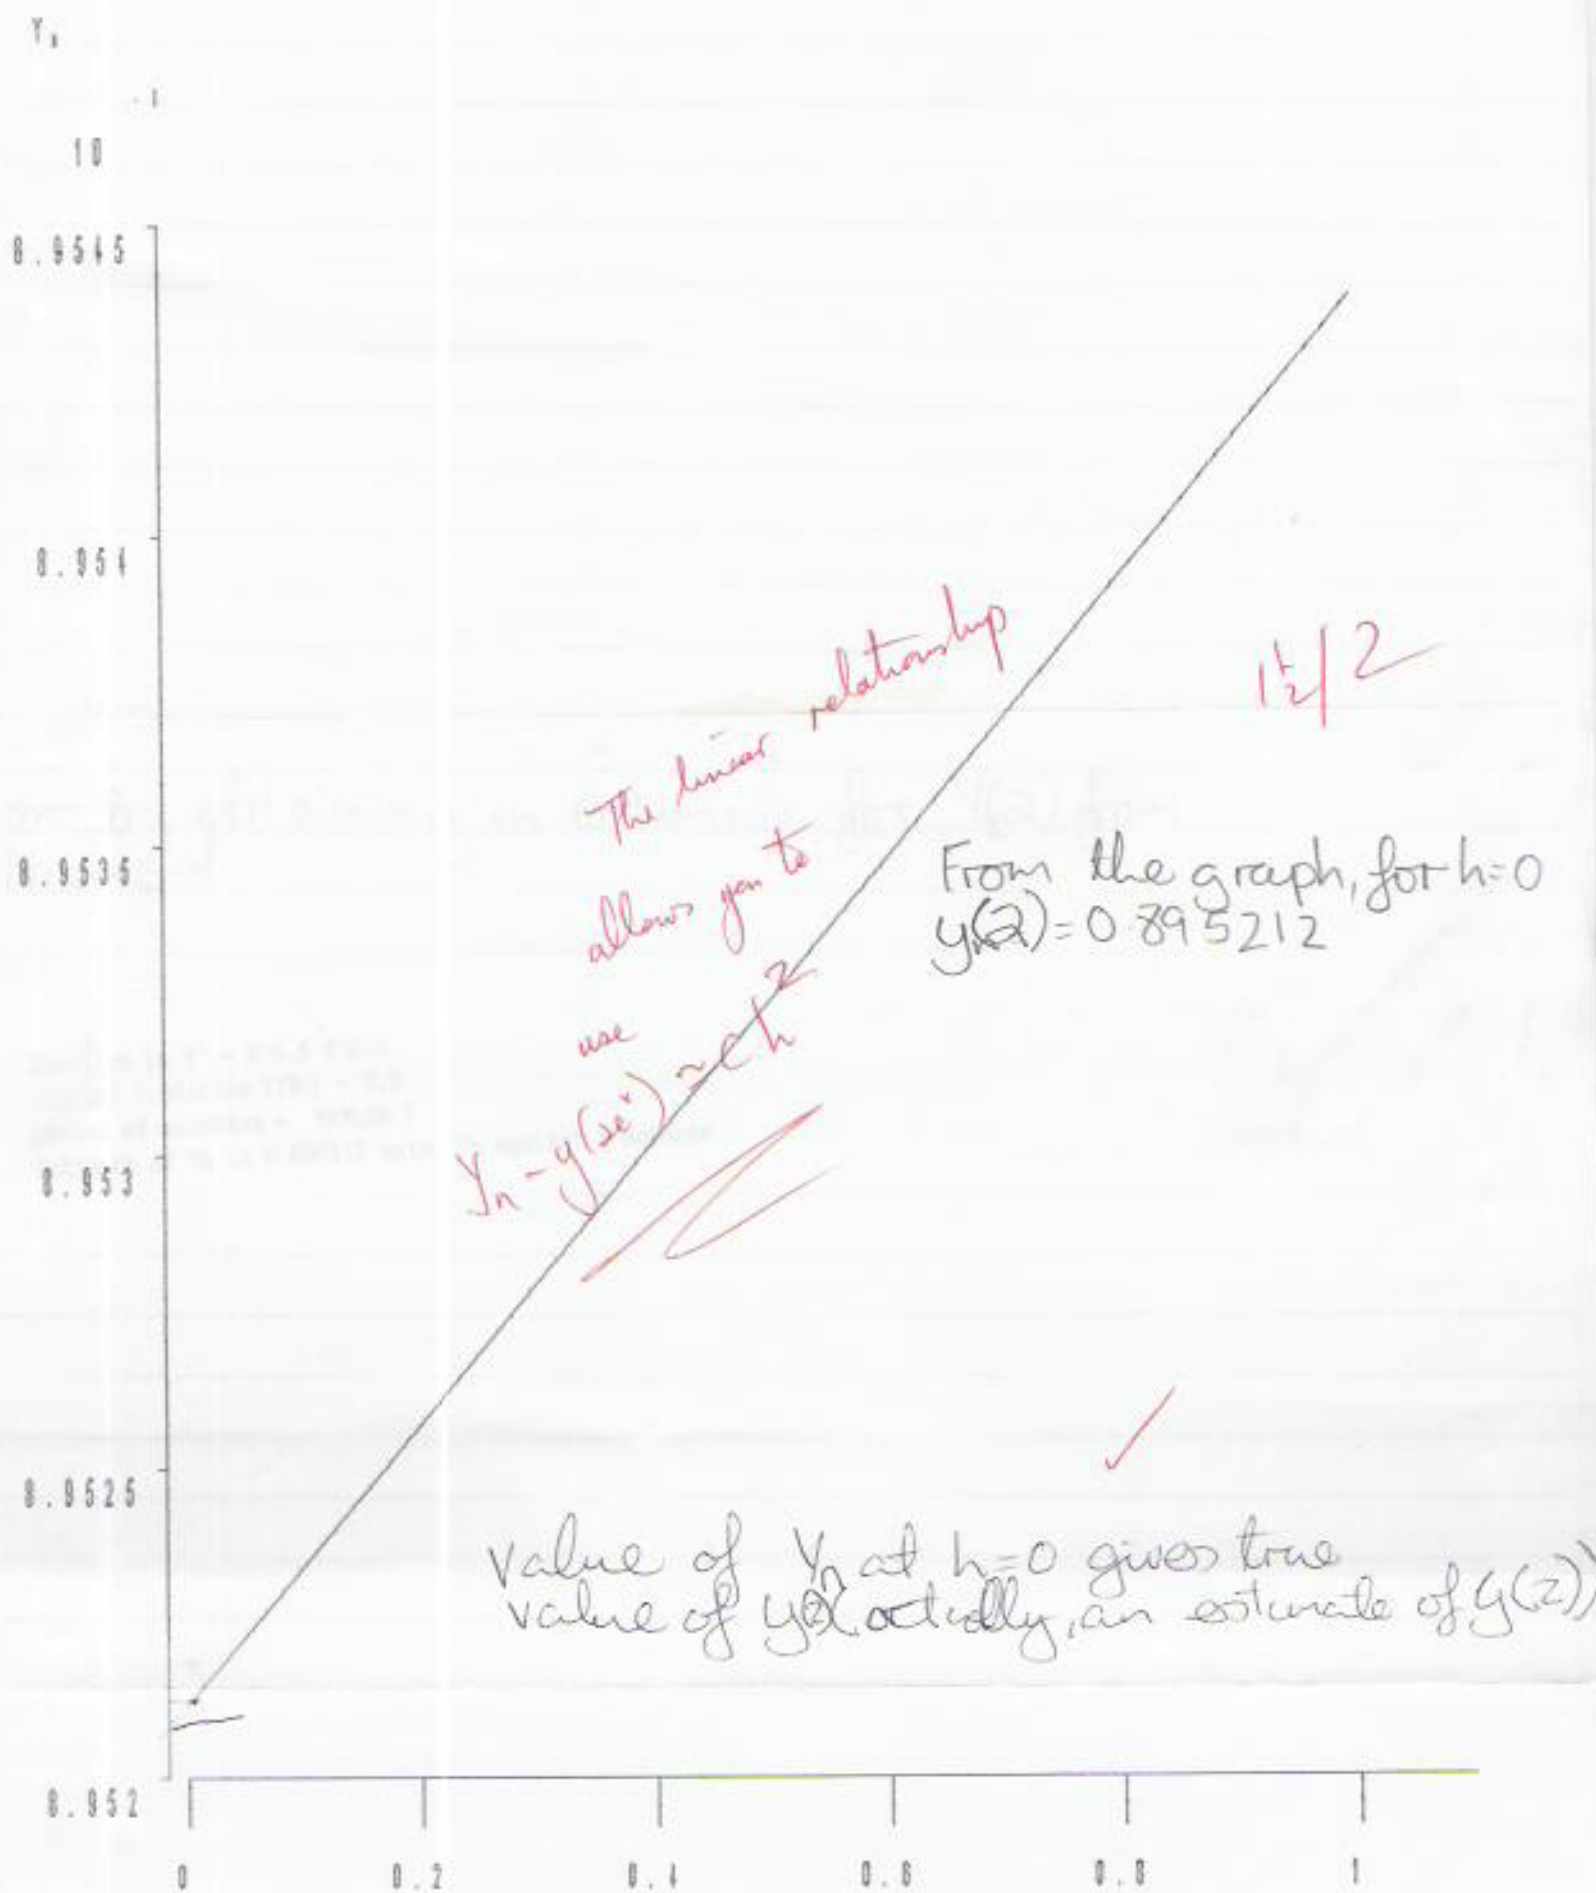 Yn
-1
10
8.9545
8.954
The linear relationship
allows you to
use
Yn - y(x*) ≈ ch²
1½/2
8.9535
From the graph, for h=0
yn(2)=0.895212
8.953
8.9525
Value of Yn at h=0 gives true
value of y(2) (actually, an estimate of y(2))
8.952
0 0.2 0.4 0.6 0.8 1